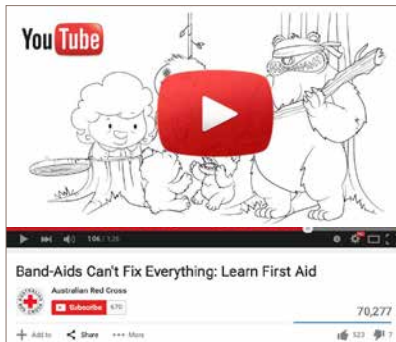 YouTube
1:06 / 1:26
Band-Aids Can't Fix Everything: Learn First Aid
Australian Red Cross
Subscribe 670
70,277
Add to Share More
523 7